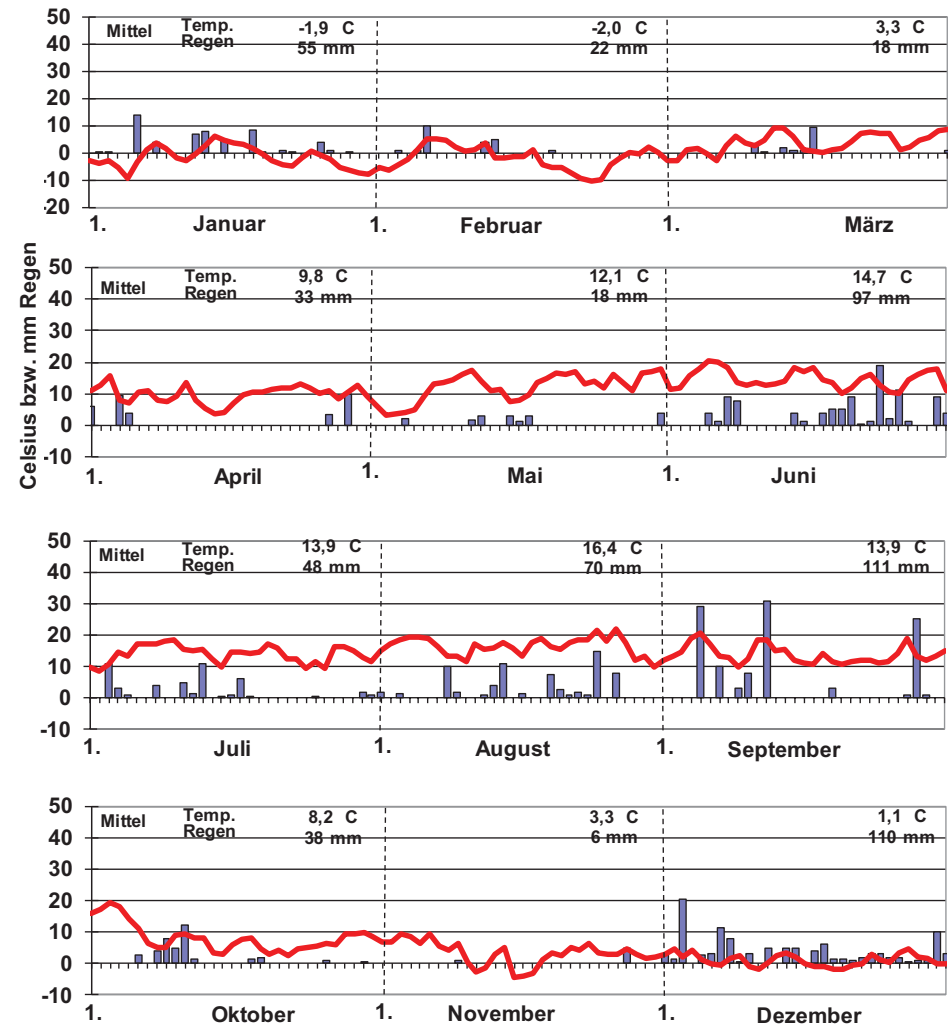 Celsius bzw. mm Regen
50 Mittel Temp. -1,9 C -2,0 C 3,3 C
Regen 55 mm 22 mm 18 mm
40
30
20
10
0
-10
-20
1. Januar 1. Februar 1. März
50 Mittel Temp. 9,8 C 12,1 C 14,7 C
Regen 33 mm 18 mm 97 mm
40
30
20
10
0
-10
1. April 1. Mai 1. Juni
50 Mittel Temp. 13,9 C 16,4 C 13,9 C
Regen 48 mm 70 mm 111 mm
40
30
20
10
0
-10
1. Juli 1. August 1. September
50 Mittel Temp. 8,2 C 3,3 C 1,1 C
Regen 38 mm 6 mm 110 mm
40
30
20
10
0
-10
1. Oktober 1. November 1. Dezember